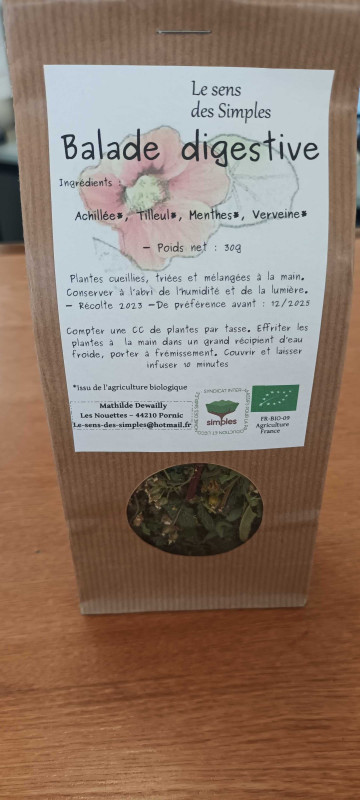 Le sens
des Simples
Balade digestive
Ingrédients :
Achillée*, Tilleul*, Menthes*, Verveine*
- Poids net : 30g
Plantes cueillies, triées et mélangées à la main.
Conserver à l'abri de l'humidité et de la lumière.
- Récolte 2023 -De préférence avant : 12/2025
Compter une CC de plantes par tasse. Effriter les
plantes à la main dans un grand récipient d'eau
froide, porter à frémissement. Couvrir et laisser
infuser 10 minutes
*issu de l'agriculture biologique
Mathilde Dewailly
Les Nouettes - 44210 Pornic
Le-sens-des-simples@hotmail.fr
SYNDICAT INTER-
simples
FR-BIO-09
Agriculture
France